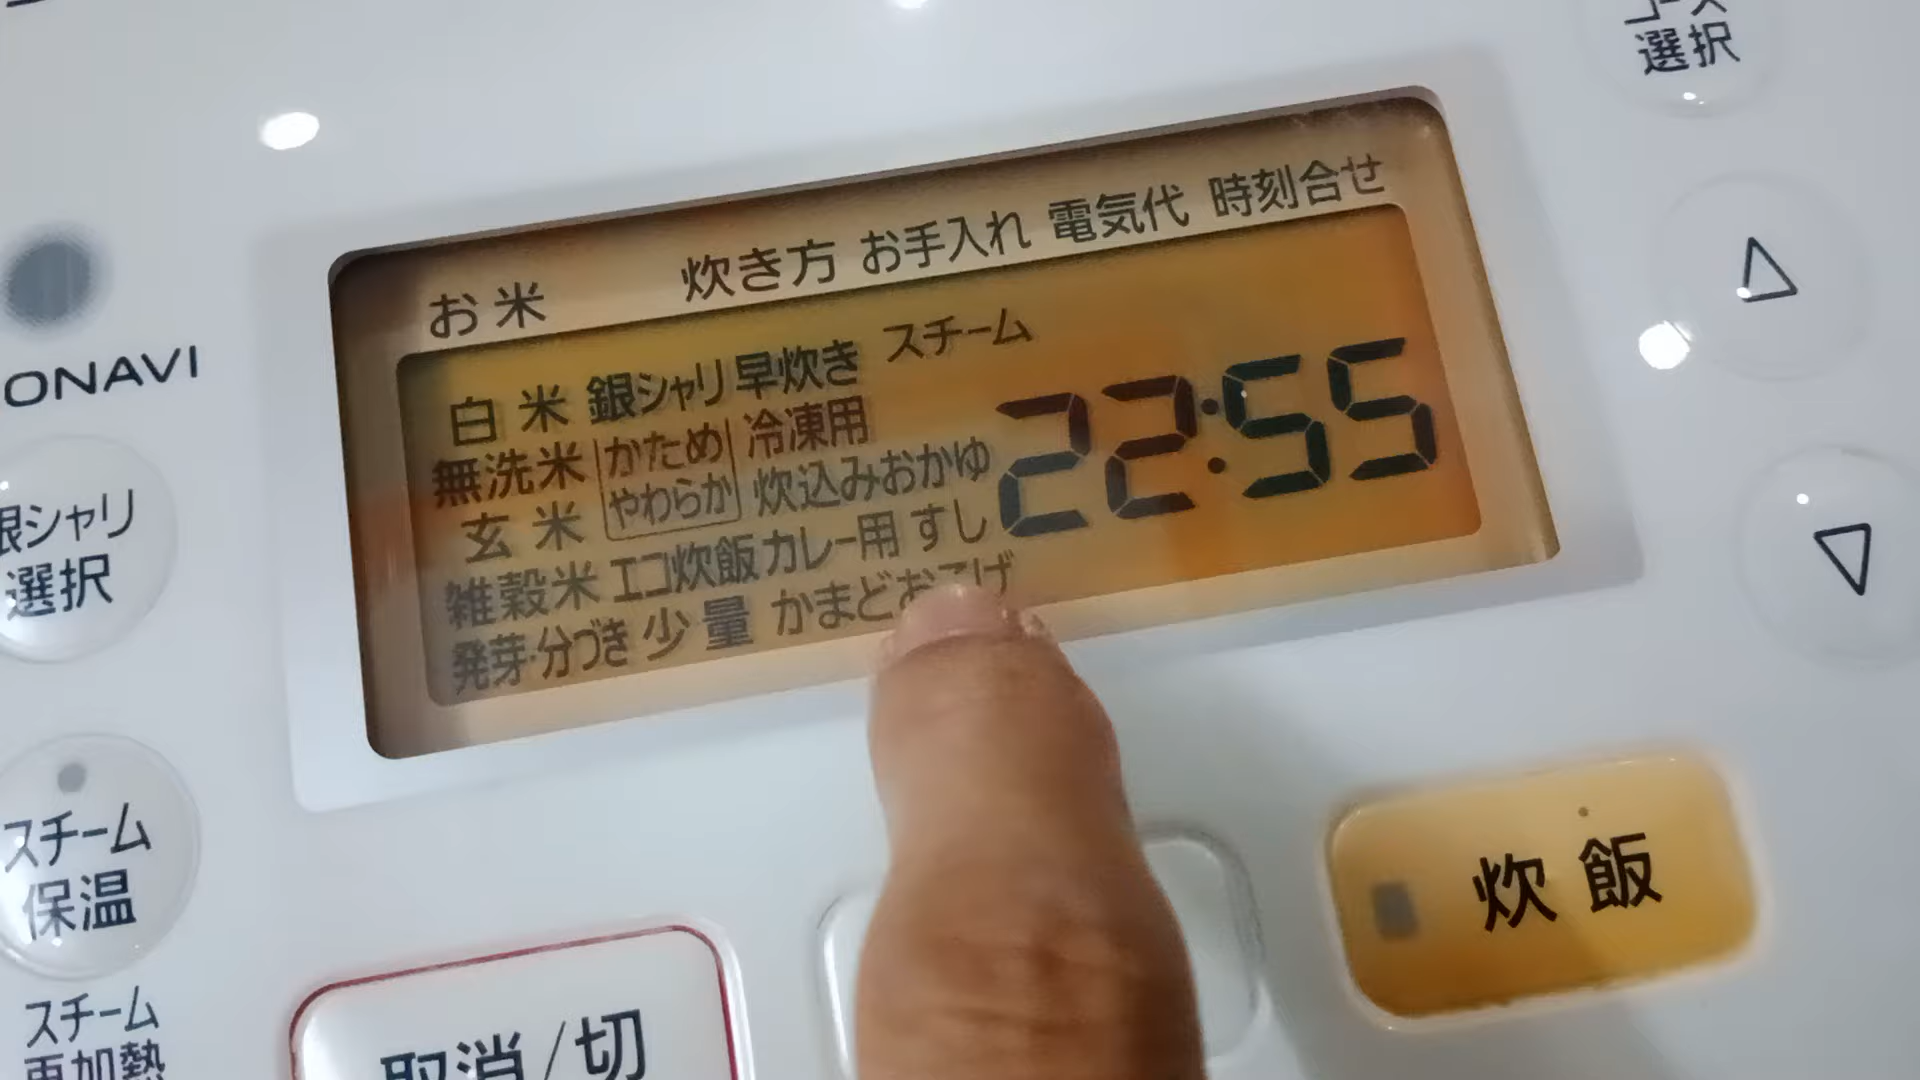 コース
選択
お米 炊き方 お手入れ 電気代 時刻合せ
白米 銀シャリ 早炊き スチーム
無洗米 かため 冷凍用
玄米 やわらか 炊込み おかゆ
雑穀米 エコ炊飯 カレー用 すし
発芽・分づき 少量 かまど おこげ
22:55
ONAVI
銀シャリ
選択
スチーム
保温
スチーム
再加熱
取消/切
炊飯